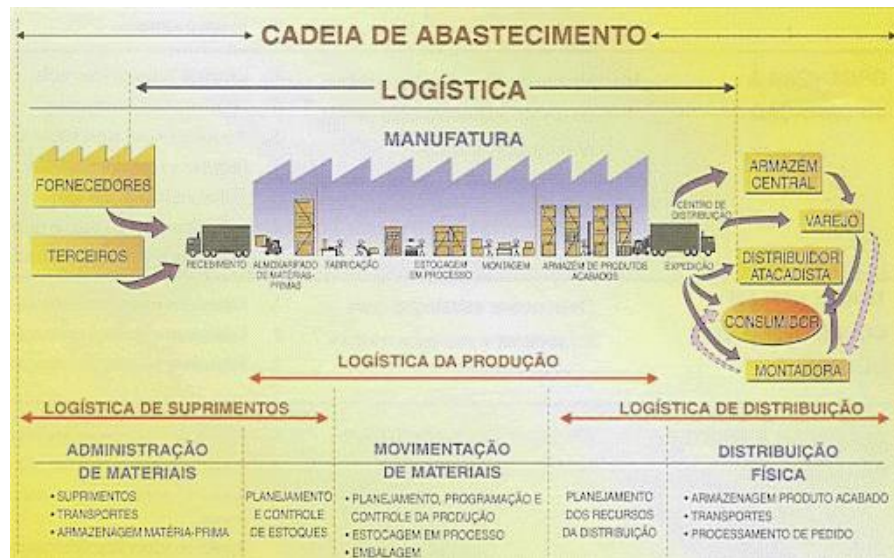 CADEIA DE ABASTECIMENTO
LOGÍSTICA
MANUFATURA
FORNECEDORES
TERCEIROS
RECEBIMENTO
ALMOXARIFADO
DE MATÉRIAS-
PRIMAS
FABRICAÇÃO
ESTOCAGEM
EM PROCESSO
MONTAGEM
ARMAZÉM DE PRODUTOS
ACABADOS
EXPEDIÇÃO
CENTRO DE
DISTRIBUIÇÃO
ARMAZÉM
CENTRAL
VAREJO
DISTRIBUIDOR
ATACADISTA
CONSUMIDOR
MONTADORA
LOGÍSTICA DA PRODUÇÃO
LOGÍSTICA DE SUPRIMENTOS
LOGÍSTICA DE DISTRIBUIÇÃO
ADMINISTRAÇÃO
DE MATERIAIS
• SUPRIMENTOS
• TRANSPORTES
• ARMAZENAGEM MATÉRIA-PRIMA
PLANEJAMENTO
E CONTROLE
DE ESTOQUES
MOVIMENTAÇÃO
DE MATERIAIS
• PLANEJAMENTO, PROGRAMAÇÃO E
CONTROLE DA PRODUÇÃO
• ESTOCAGEM EM PROCESSO
• EMBALAGEM
PLANEJAMENTO
DOS RECURSOS
DA DISTRIBUIÇÃO
DISTRIBUIÇÃO
FÍSICA
• ARMAZENAGEM PRODUTO ACABADO
• TRANSPORTES
• PROCESSAMENTO DE PEDIDO